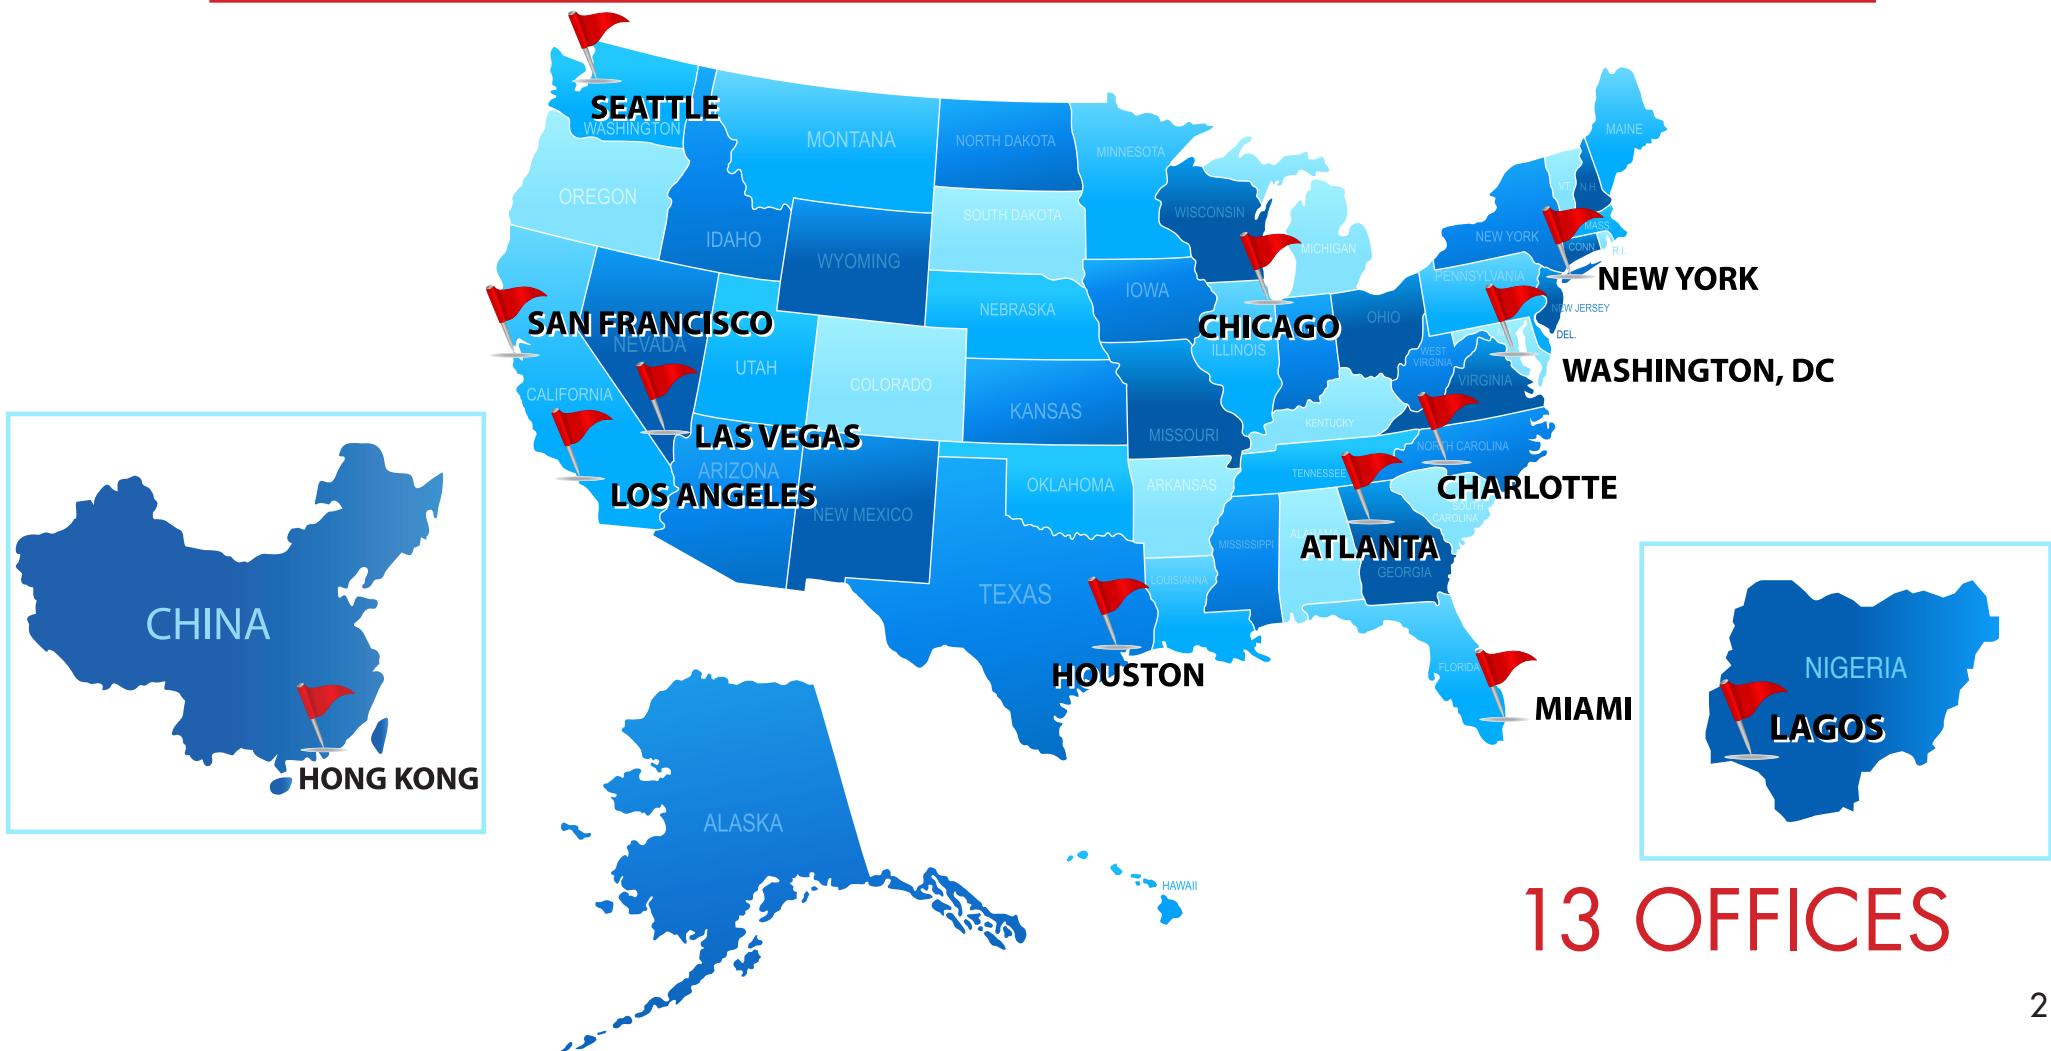 SEATTLE
WASHINGTON
MONTANA
NORTH DAKOTA
MINNESOTA
MAINE
OREGON
IDAHO
WYOMING
SOUTH DAKOTA
WISCONSIN
MICHIGAN
VT
N.H.
MASS.
NEW YORK
CONN
R.I.
NEW YORK
PENNSYLVANIA
NEW JERSEY
DEL.
SAN FRANCISCO
NEVADA
UTAH
COLORADO
NEBRASKA
IOWA
CHICAGO
ILLINOIS
OHIO
WEST
VIRGINIA
VIRGINIA
WASHINGTON, DC
CALIFORNIA
LAS VEGAS
ARIZONA
LOS ANGELES
NEW MEXICO
KANSAS
MISSOURI
KENTUCKY
NORTH CAROLINA
TENNESSEE
CHARLOTTE
SOUTH
CAROLINA
OKLAHOMA
ARKANSAS
MISSISSIPPI
ALABAMA
ATLANTA
GEORGIA
TEXAS
LOUISIANNA
HOUSTON
FLORIDA
MIAMI
CHINA
HONG KONG
NIGERIA
LAGOS
ALASKA
HAWAII
13 OFFICES
2